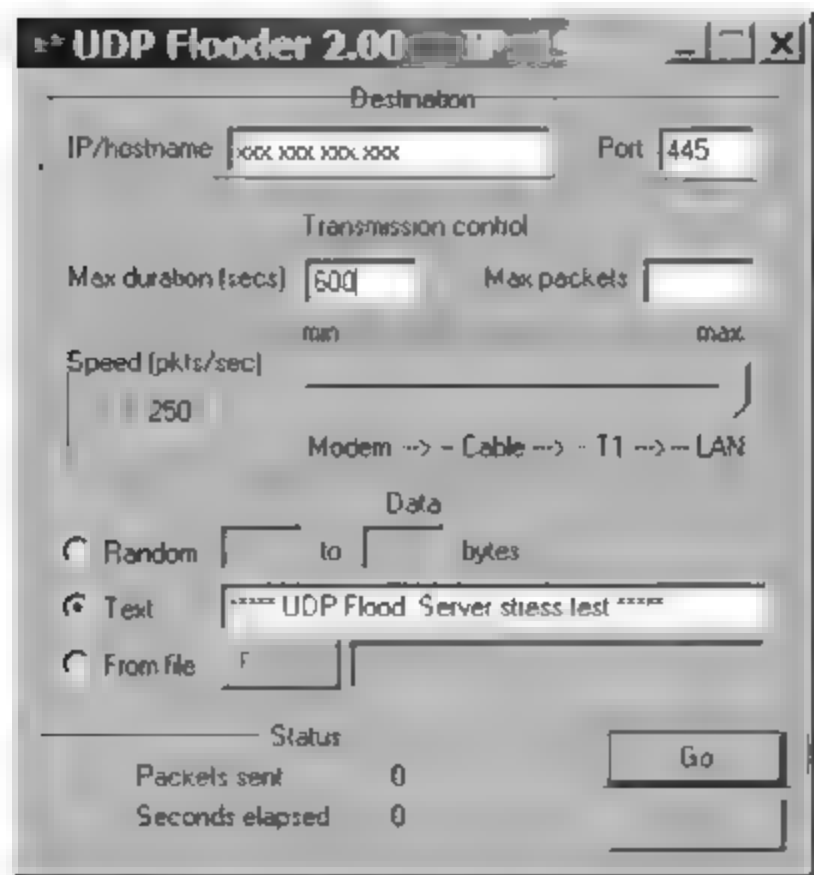 UDP Flooder 2.00
Destination
IP/hostname xxx.xxx.xxx.xxx Port 445
Transmission control
Max duration (secs) 600 Max packets
min max
Speed (pkts/sec)
250
Modem --> - Cable --> - T1 --> -- LAN
Data
Random to bytes
Text ***** UDP Flood Server stress test *****
From file
Status
Go
Packets sent 0
Seconds elapsed 0